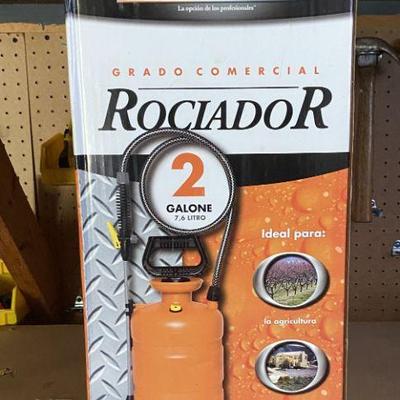 La opción de los profesionales
GRADO COMERCIAL
ROCIADOR
2
GALONE
7,6 LITRO
Ideal para:
la agricultura